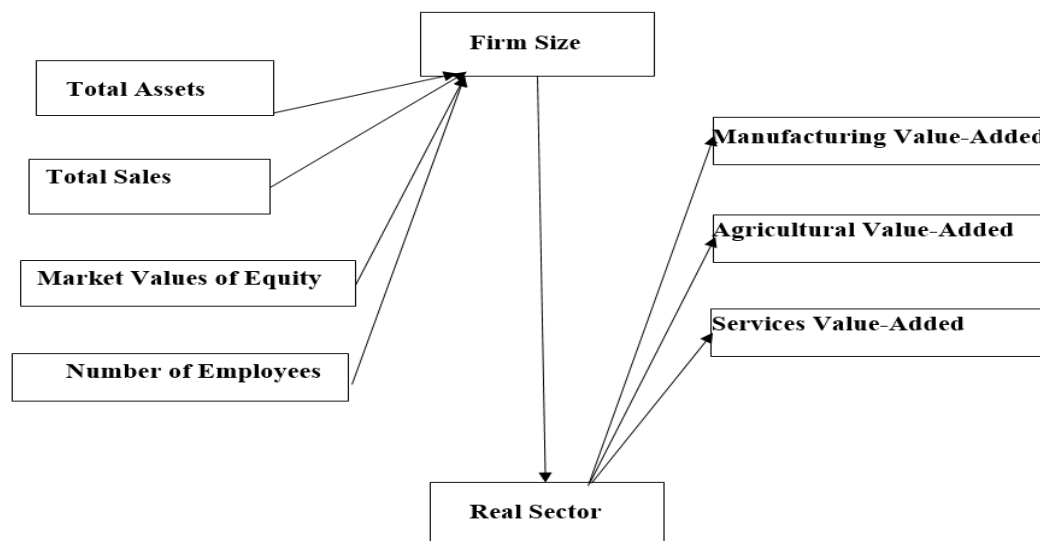 Firm Size
Total Assets
Total Sales
Market Values of Equity
Number of Employees
Manufacturing Value-Added
Agricultural Value-Added
Services Value-Added
Real Sector